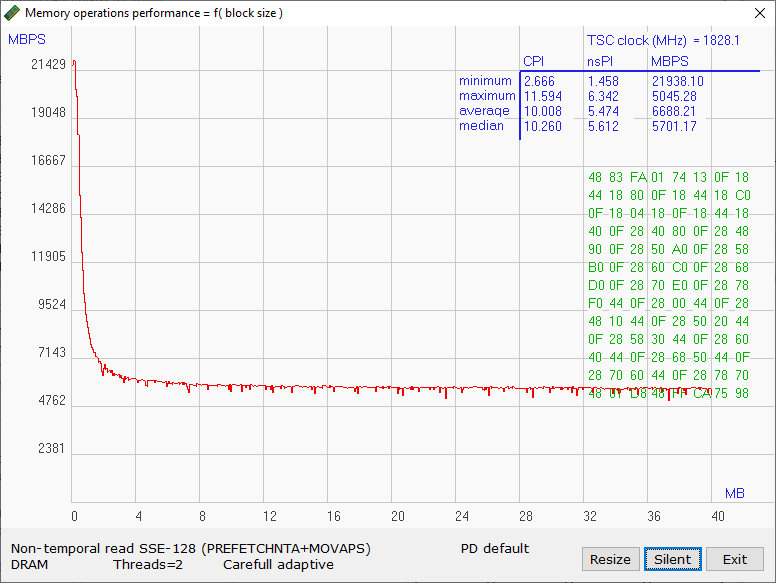 Memory operations performance = f( block size )
MBPS
TSC clock (MHz) = 1828.1
CPI nsPI MBPS
minimum 2.666 1.458 21938.10
maximum 11.594 6.342 5045.28
average 10.008 5.474 6688.21
median 10.260 5.612 5701.17
21429
19048
16667
14286
11905
9524
7143
4762
2381
48 83 FA 01 74 13 0F 18
44 18 80 0F 18 44 18 C0
0F 18 04 18 0F 18 44 18
40 0F 28 40 80 0F 28 48
90 0F 28 50 A0 0F 28 58
B0 0F 28 60 C0 0F 28 68
D0 0F 28 70 E0 0F 28 78
F0 44 0F 28 00 44 0F 28
48 10 44 0F 28 50 20 44
0F 28 58 30 44 0F 28 60
40 44 0F 28 68 50 44 0F
28 70 60 44 0F 28 78 70
48 75 98
MB
0 4 8 12 16 20 24 28 32 36 40
Non-temporal read SSE-128 (PREFETCHNTA+MOVAPS) PD default
DRAM Threads=2 Carefull adaptive
Resize Silent Exit